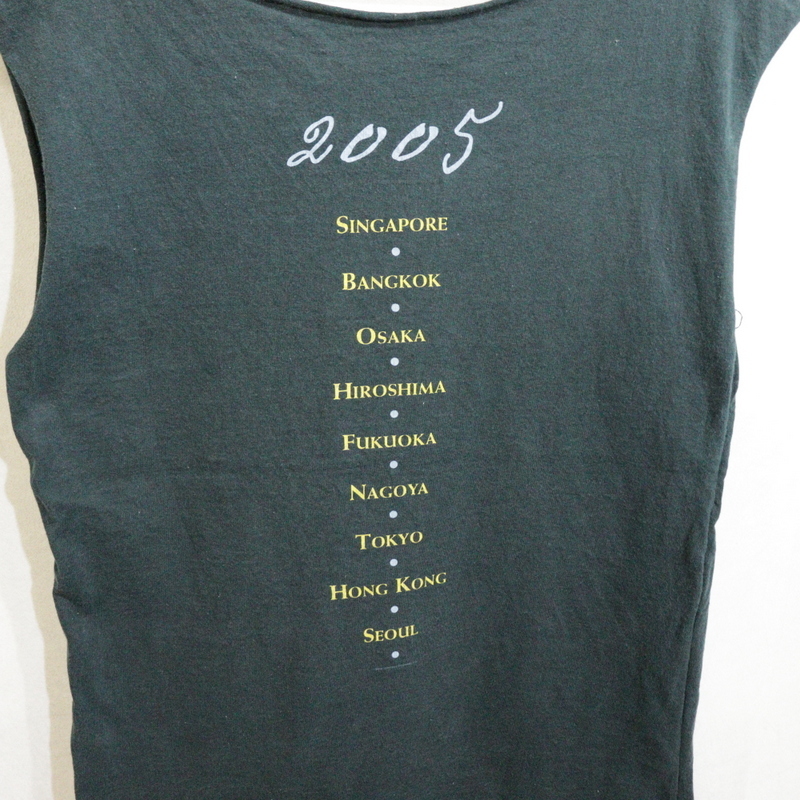 2005
SINGAPORE
BANGKOK
OSAKA
HIROSHIMA
FUKUOKA
NAGOYA
TOKYO
HONG KONG
SEOUL